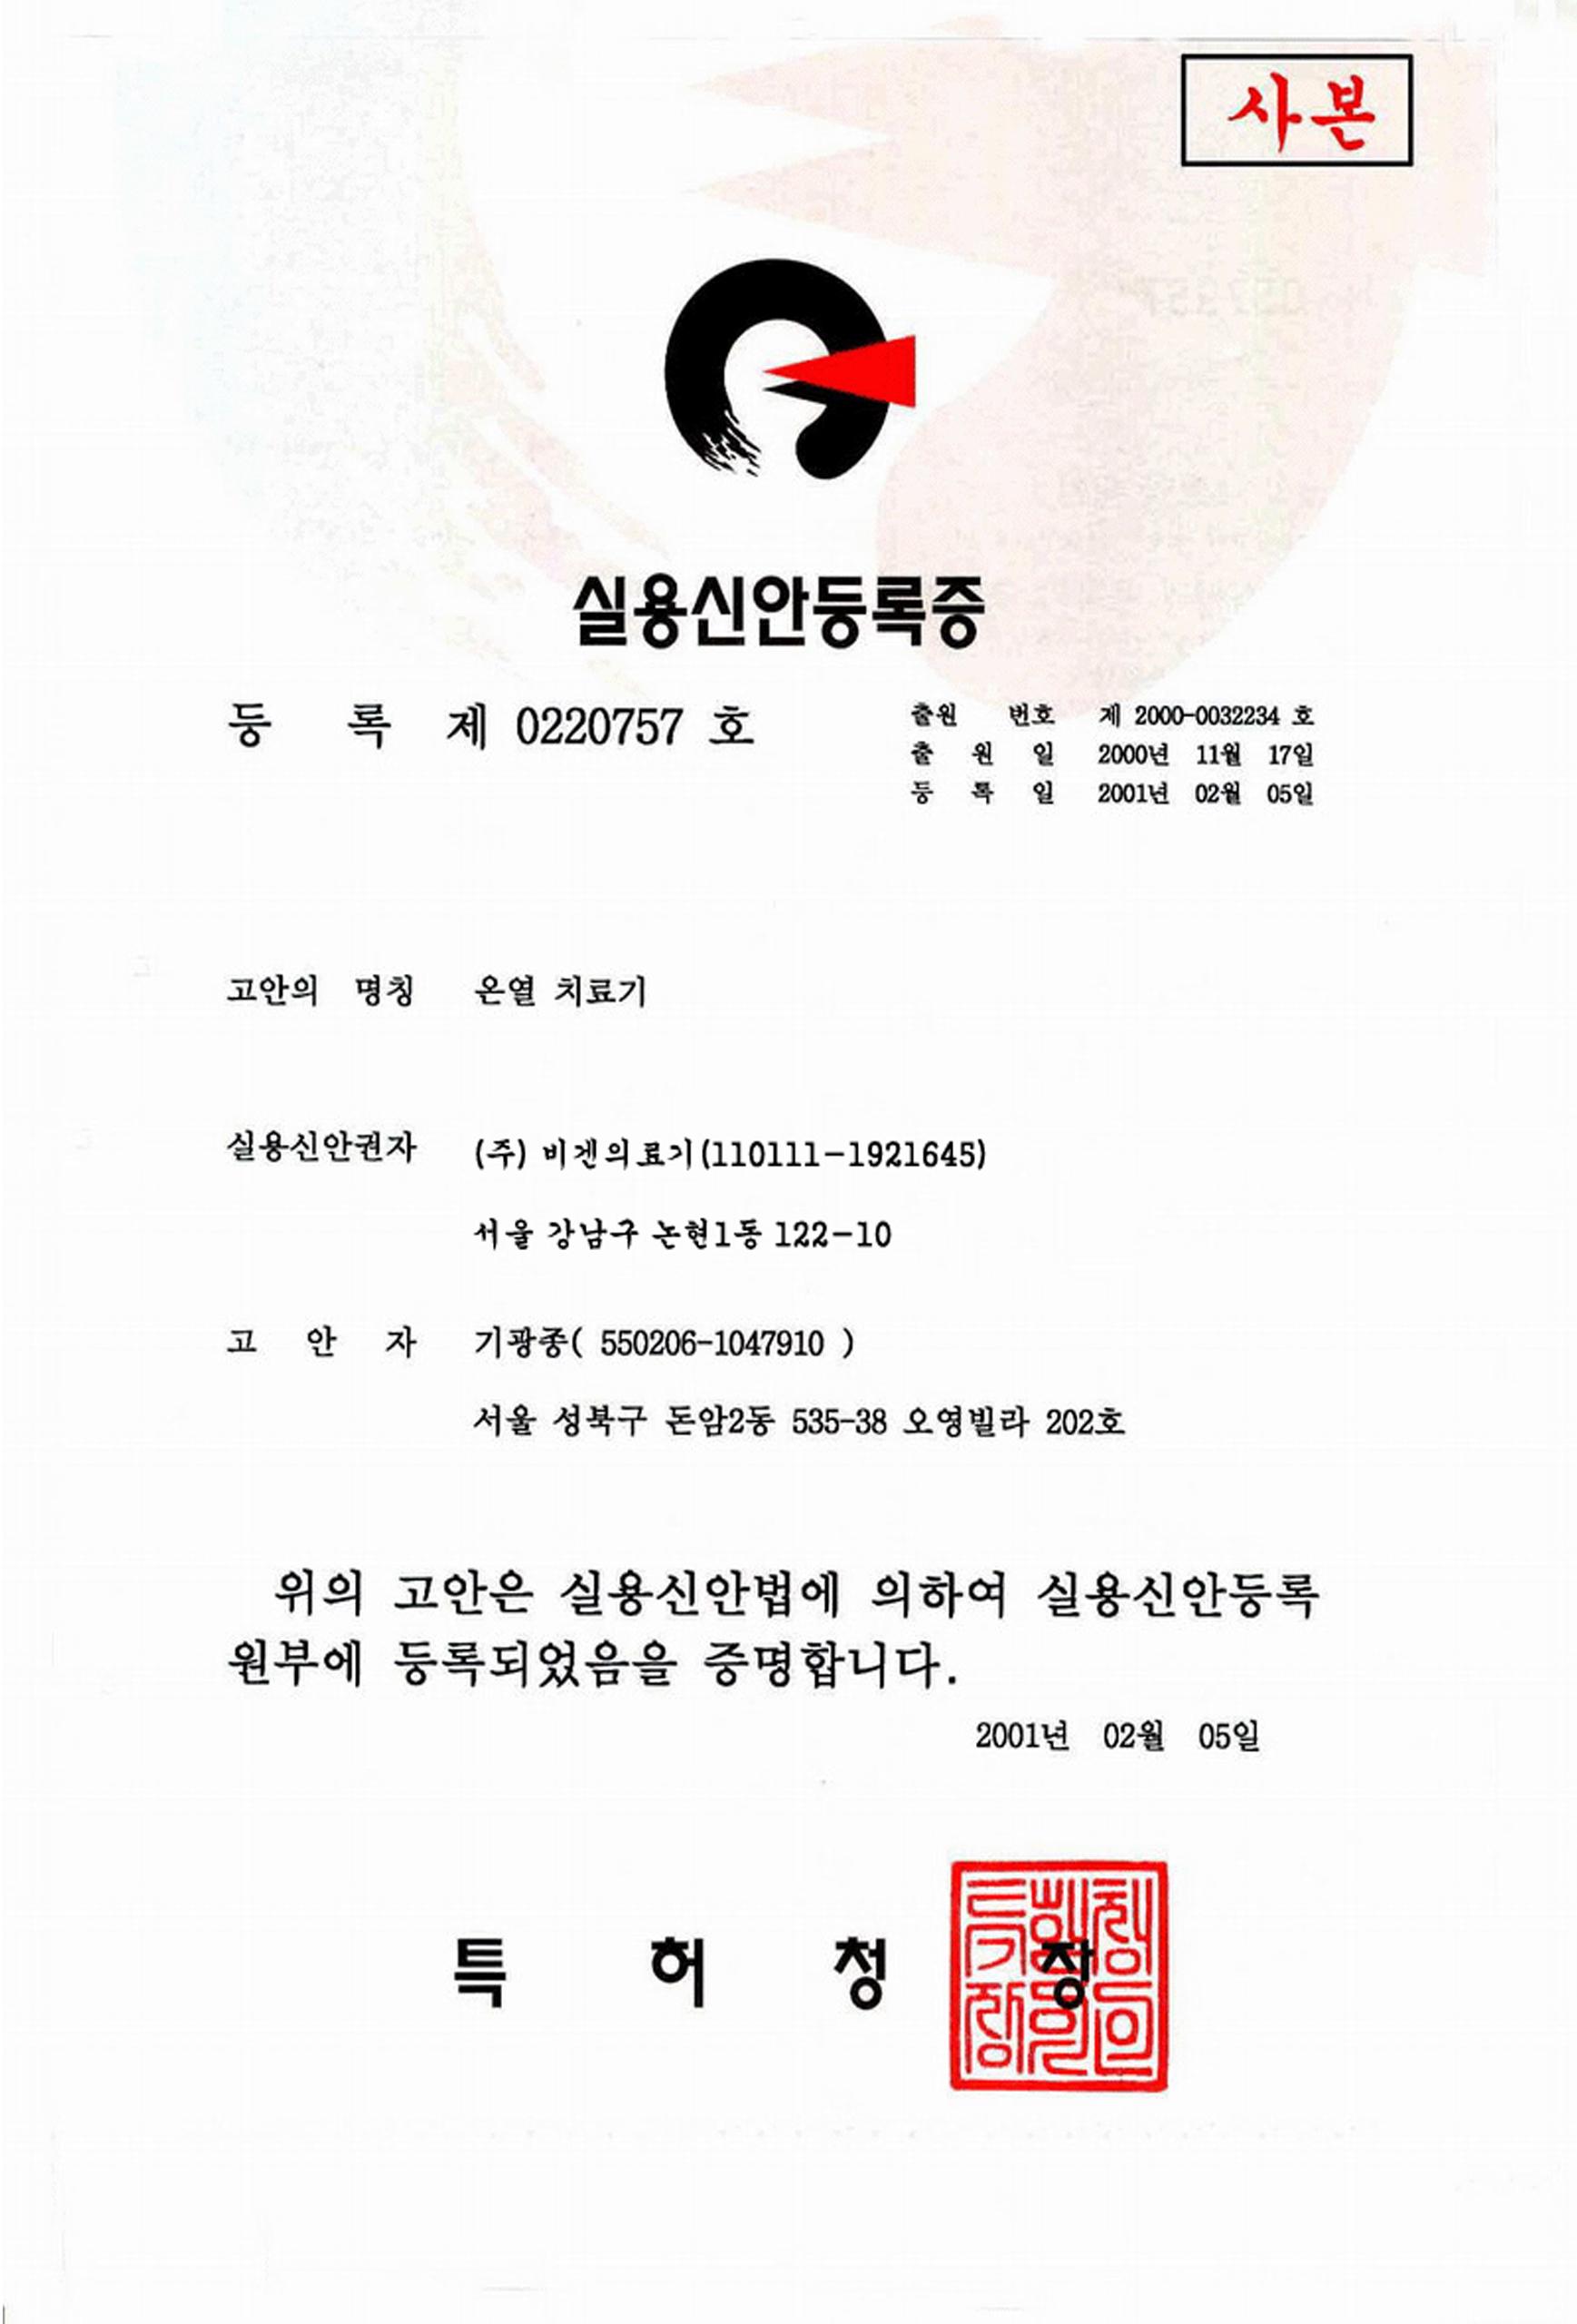 사본
실용신안등록증
등 록 제 0220757 호
출원 번호 제 2000-0032234 호
출 원 일 2000년 11월 17일
등 록 일 2001년 02월 05일
고안의 명칭 온열 치료기
실용신안권자 (주) 비겐의료기(110111-1921645)
서울 강남구 논현1동 122-10
고 안 자 기광종( 550206-1047910 )
서울 성북구 돈암2동 535-38 오영빌라 202호
위의 고안은 실용신안법에 의하여 실용신안등록
원부에 등록되었음을 증명합니다.
2001년 02월 05일
특 허 청 장